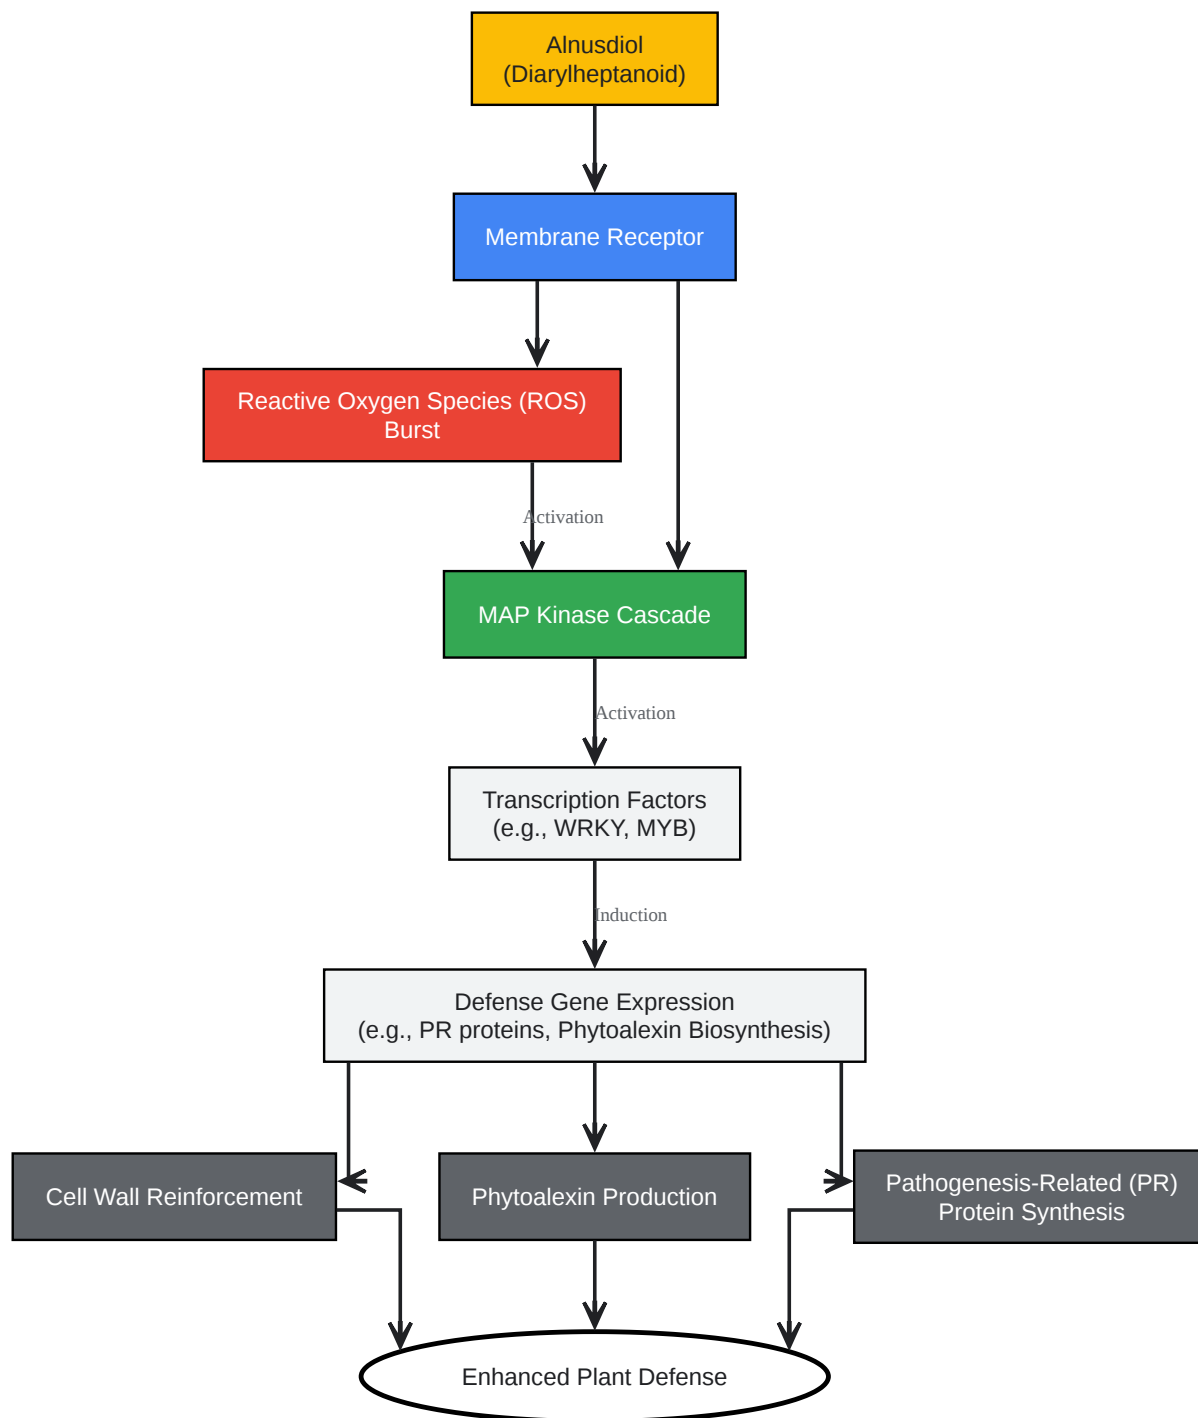 Alnusdiol
(Diarylheptanoid)
Membrane Receptor
Reactive Oxygen Species (ROS)
Burst
Activation
MAP Kinase Cascade
Activation
Transcription Factors
(e.g., WRKY, MYB)
Induction
Defense Gene Expression
(e.g., PR proteins, Phytoalexin Biosynthesis)
Cell Wall Reinforcement
Phytoalexin Production
Pathogenesis-Related (PR)
Protein Synthesis
Enhanced Plant Defense